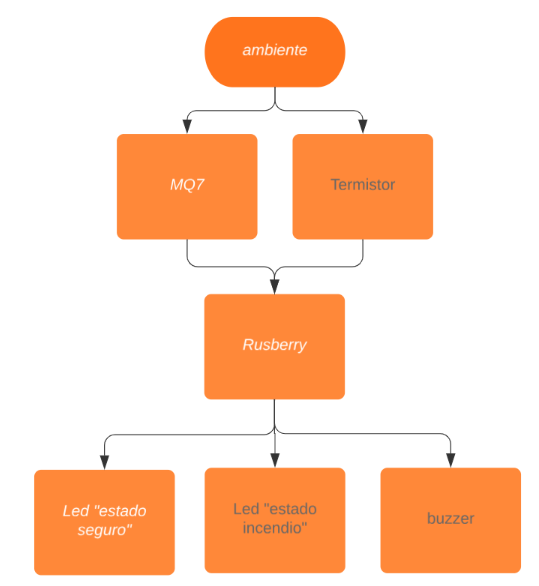 ambiente
MQ7
Termistor
Rusberry
Led "estado
seguro"
Led "estado
incendio"
buzzer